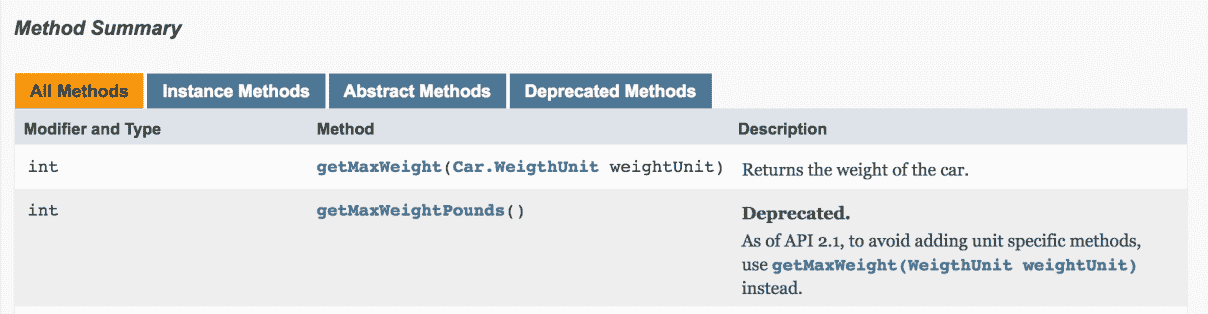 Method Summary
All Methods Instance Methods Abstract Methods Deprecated Methods
Modifier and Type Method Description
int getMaxWeight(Car.WeigthUnit weightUnit) Returns the weight of the car.
int getMaxWeightPounds() Deprecated.
As of API 2.1, to avoid adding unit specific methods,
use getMaxWeight(WeigthUnit weightUnit)
instead.